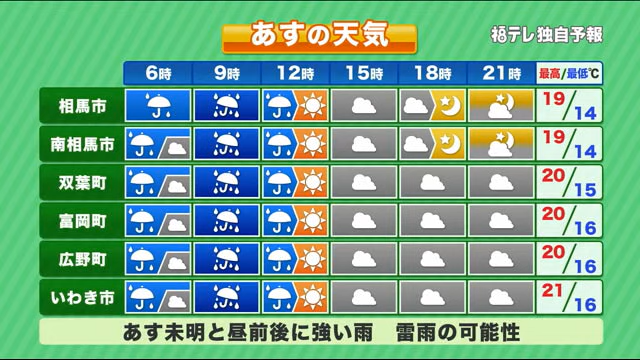 あすの天気
福テレ独自予報
6時 9時 12時 15時 18時 21時 最高/最低℃
相馬市 19/14
南相馬市 19/14
双葉町 20/15
富岡町 20/16
広野町 20/16
いわき市 21/16
あす未明と昼前後に強い雨 雷雨の可能性